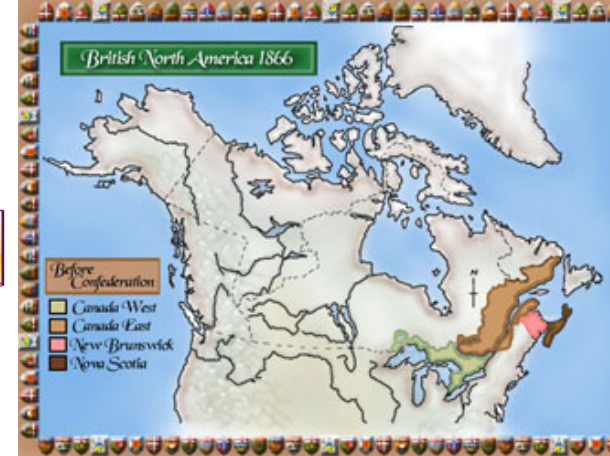 British North America 1866
Before
Confederation
Canada West
Canada East
New Brunswick
Nova Scotia
N